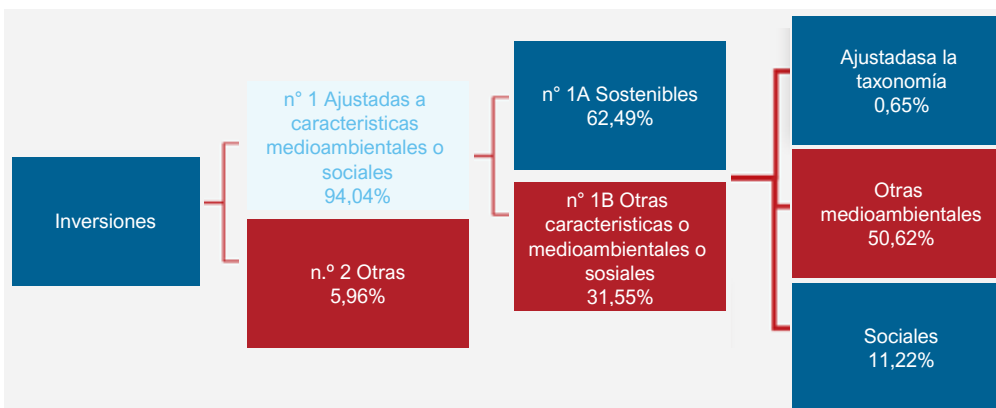 Inversiones
n° 1 Ajustadas a
caracteristicas
medioambientales o
sociales
94,04%
n.º 2 Otras
5,96%
n° 1A Sostenibles
62,49%
n° 1B Otras
caracteristicas o
medioambientales o
sosiales
31,55%
Ajustadasa la
taxonomía
0,65%
Otras
medioambientales
50,62%
Sociales
11,22%